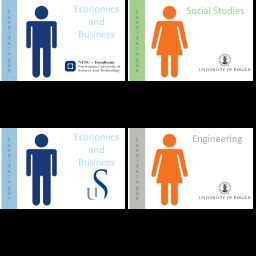 Economics
and
Business
NTNU – Trondheim
Norwegian University of
Science and Technology
Social Studies
UNIVERSITY OF BERGEN
Economics
and
Business
uS
Engineering
UNIVERSITY OF BERGEN